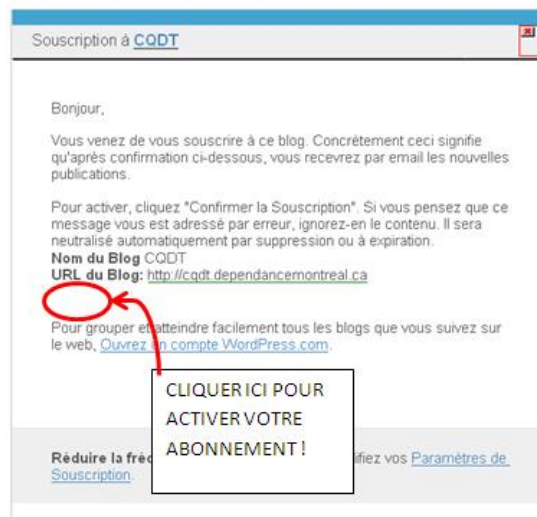 Souscription à CQDT
Bonjour,
Vous venez de vous souscrire à ce blog. Concrètement ceci signifie
qu'après confirmation ci-dessous, vous recevrez par email les nouvelles
publications.
Pour activer, cliquez "Confirmer la Souscription". Si vous pensez que ce
message vous est adressé par erreur, ignorez-en le contenu. Il sera
neutralisé automatiquement par suppression ou à expiration.
Nom du Blog CQDT
URL du Blog: http://cqdt.dependancemontreal.ca
Pour grouper et atteindre facilement tous les blogs que vous suivez sur
le web, Ouvrez un compte WordPress.com.
CLIQUER ICI POUR
ACTIVER VOTRE
ABONNEMENT !
Réduire la vos Paramètres de
Souscription.